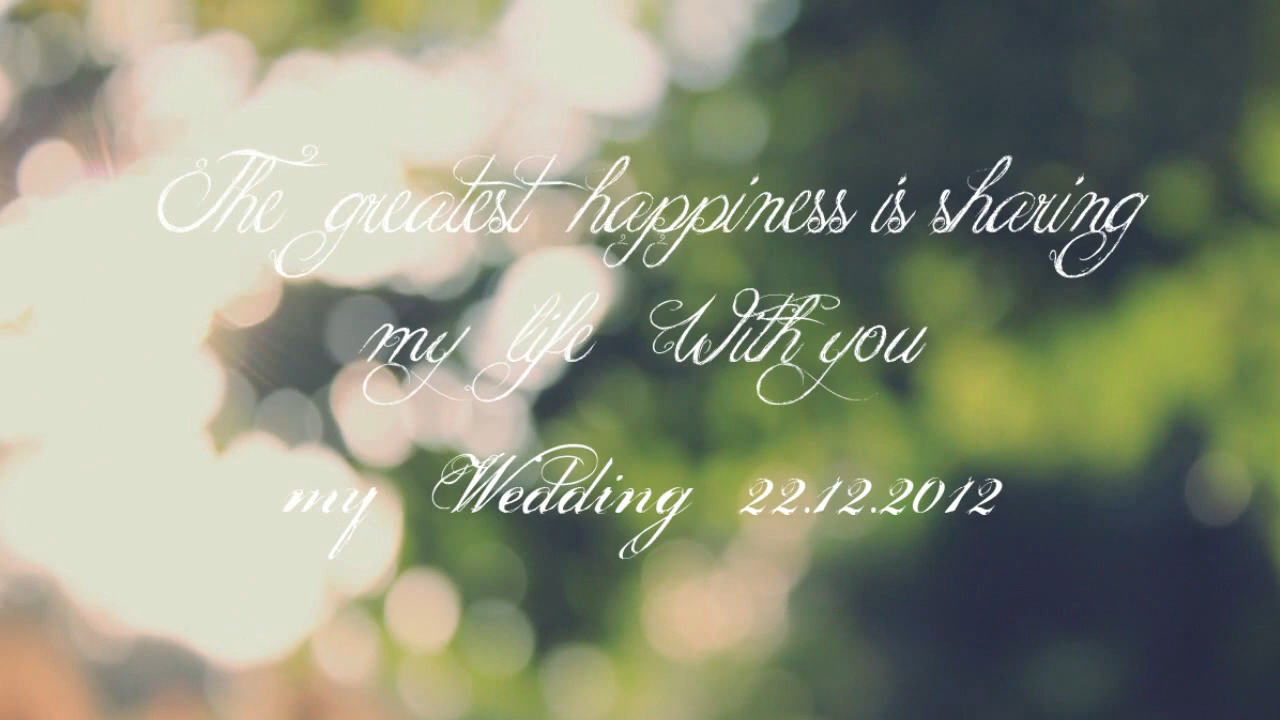 The greatest happiness is sharing
my life With you
my Wedding 22.12.2012